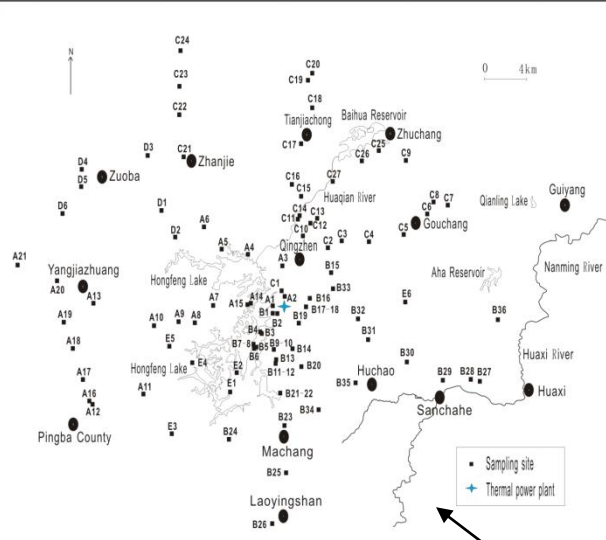 C24
N
C20
C19
0 4km
C23
C18
C22
Tianjiachong
Baihua Reservoir
Zhuchang
C17
D3
C21
Zhanjie
C25
C26
C9
D4
Zuoba
D5
C27
C16
C15
Huaqian River
C8
C7
Qianling Lake
Guiyang
D6
D1
C14
C13
C11
C12
C6
Gouchang
A6
C10
D2
C3
C4
C5
C2
Qingzhen
A5
A4
Nanming River
A21
A3
B15
Aha Reservoir
Yangjiazhuang
Hongfeng Lake
A20
C1
B33
A13
A7
A14
A15
A1
A2
B16
E6
B1
B17-18
A19
A10
A9
A8
B2
B19
B32
B36
B4
B3
B31
A18
E5
B7-8
B5
B9-10
B14
Huaxi River
B6
Hongfeng Lake
E4
B13
B30
B11-12
B20
E2
A17
Huchao
B29
B28
B27
B35
A11
E1
B21-22
Huaxi
A16
Sanchahe
A12
B34
Pingba County
B23
E3
B24
Machang
Sampling site
B25
Thermal power plant
Laoyingshan
B26